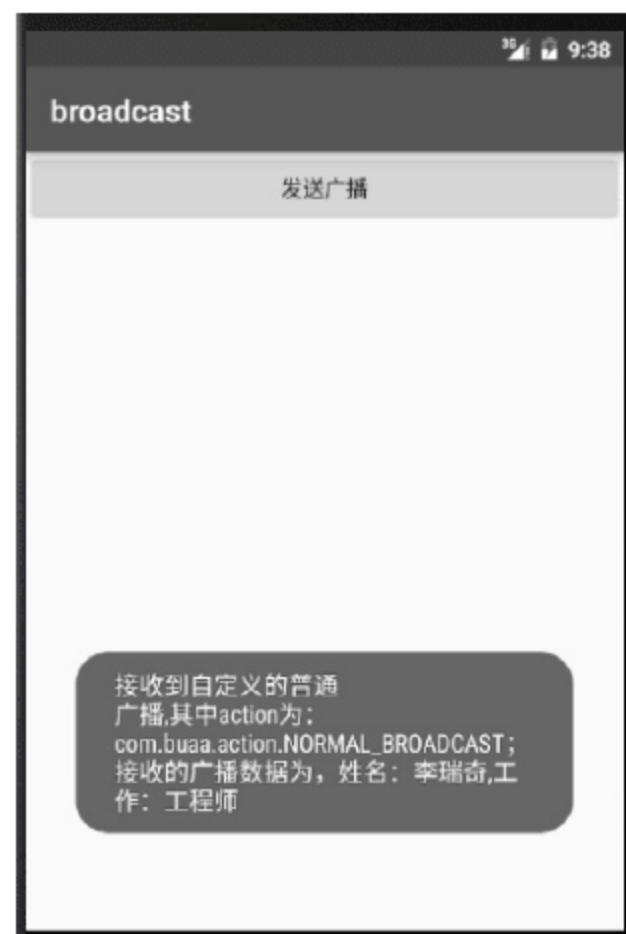 3G 9:38
broadcast
发送广播
接收到自定义的普通
广播,其中action为：
com.buaa.action.NORMAL_BROADCAST；
接收的广播数据为，姓名：李瑞奇,工
作：工程师